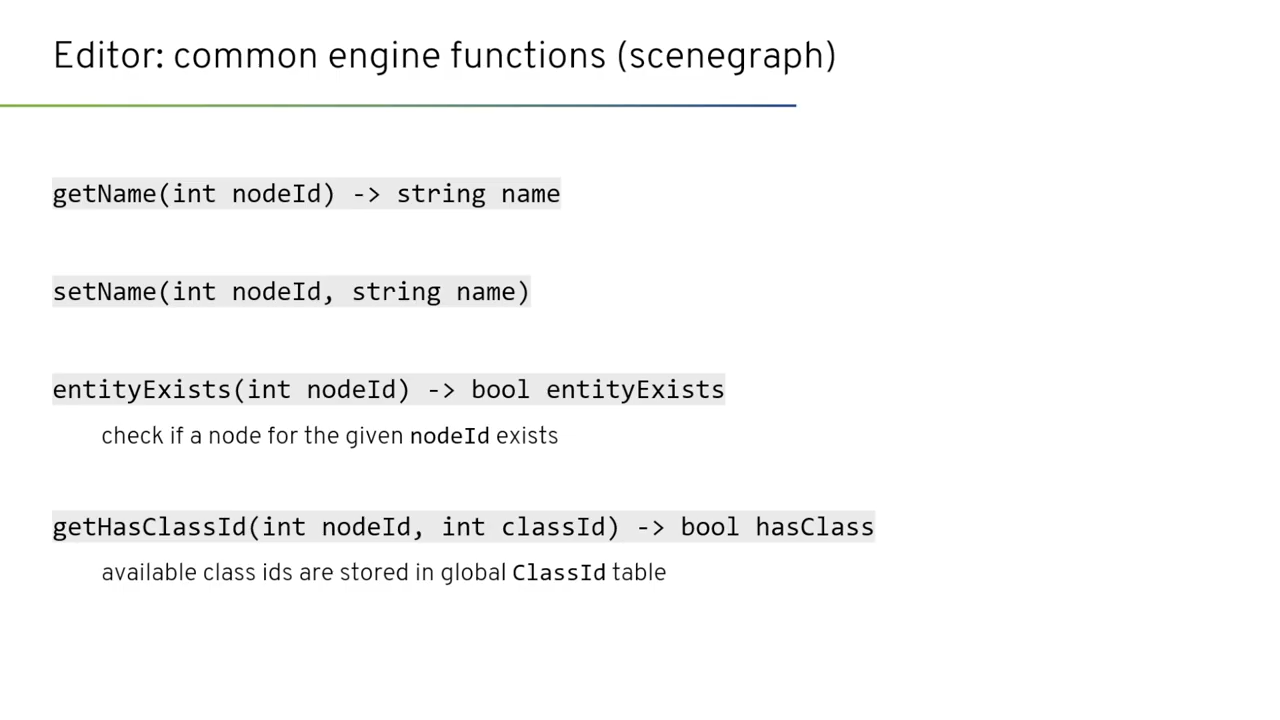 Editor: common engine functions (scenegraph)
getName(int nodeId) -> string name
setName(int nodeId, string name)
entityExists(int nodeId) -> bool entityExists
check if a node for the given nodeId exists
getHasClassId(int nodeId, int classId) -> bool hasClass
available class ids are stored in global ClassId table